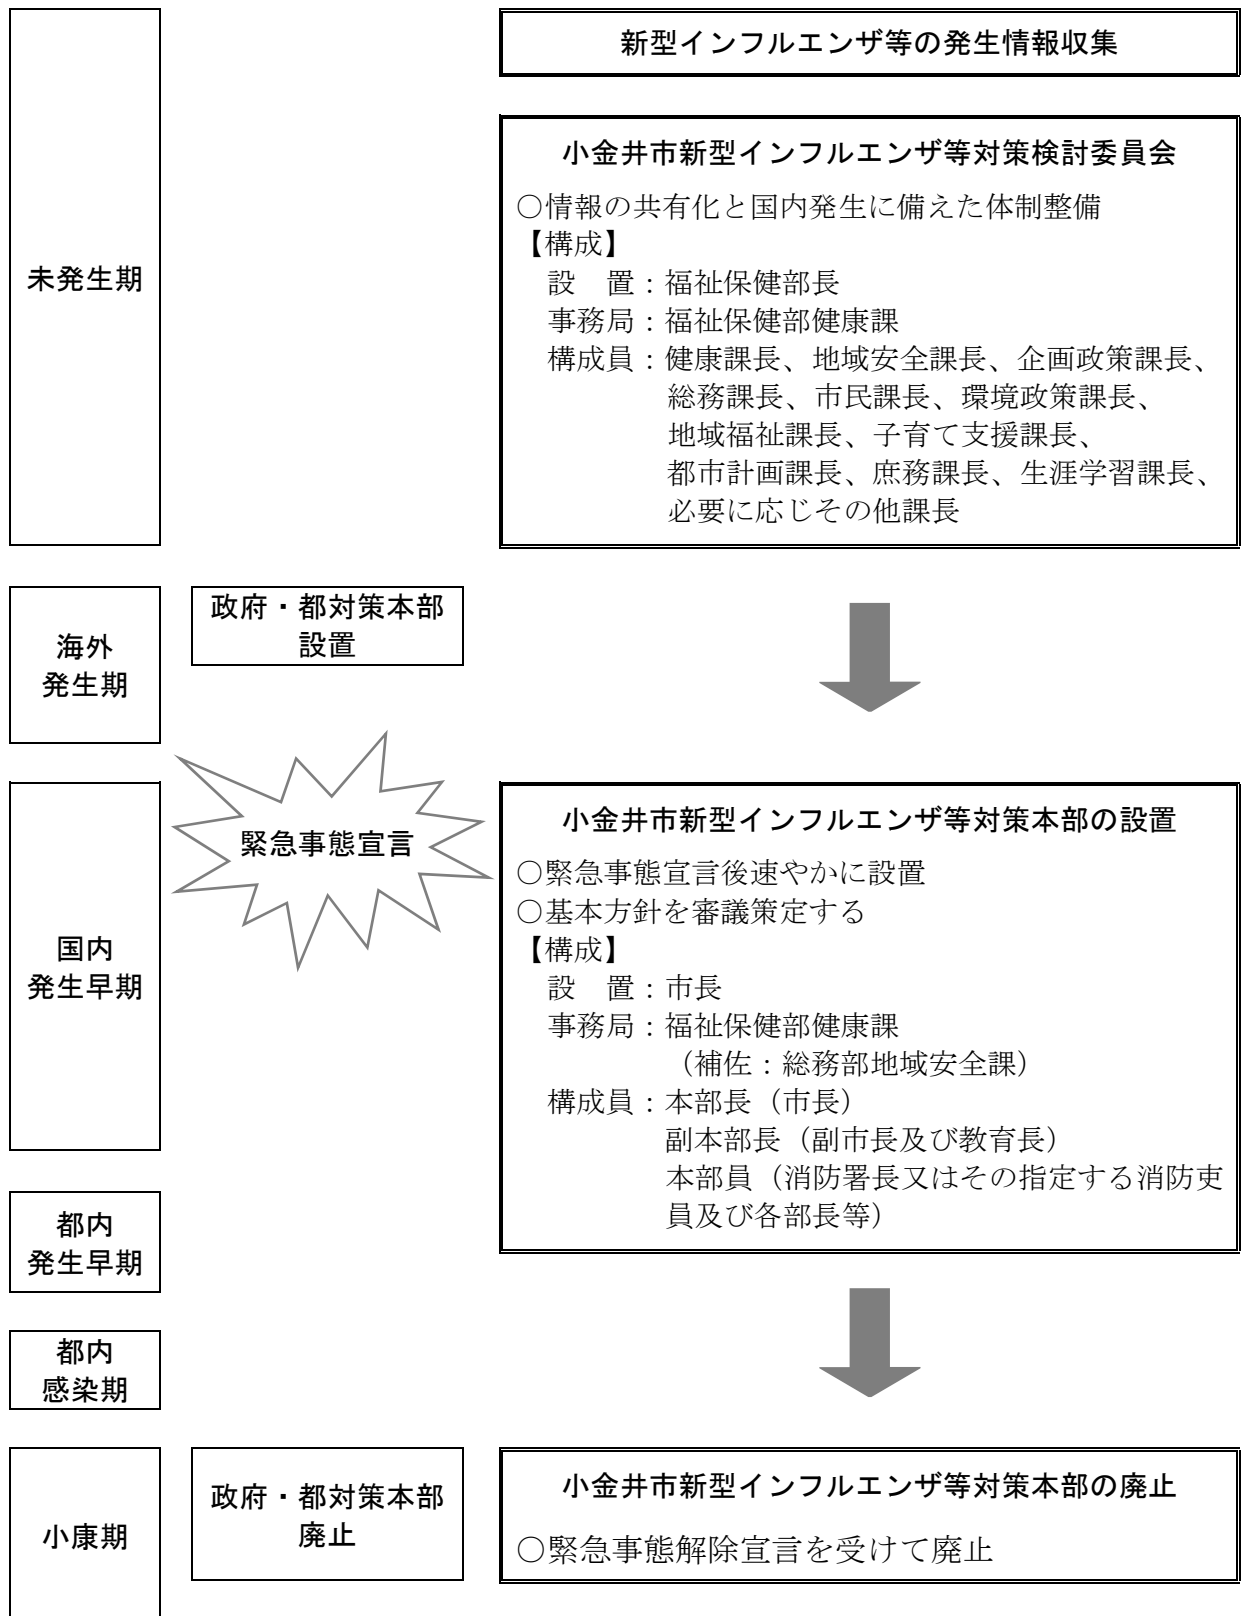 未発生期
新型インフルエンザ等の発生情報収集
小金井市新型インフルエンザ等対策検討委員会
○情報の共有化と国内発生に備えた体制整備
【構成】
設　置：福祉保健部長
事務局：福祉保健部健康課
構成員：健康課長、地域安全課長、企画政策課長、
総務課長、市民課長、環境政策課長、
地域福祉課長、子育て支援課長、
都市計画課長、庶務課長、生涯学習課長、
必要に応じその他課長
海外
発生期
政府・都対策本部
設置
緊急事態宣言
国内
発生早期
小金井市新型インフルエンザ等対策本部の設置
○緊急事態宣言後速やかに設置
○基本方針を審議策定する
【構成】
設　置：市長
事務局：福祉保健部健康課
（補佐：総務部地域安全課）
構成員：本部長（市長）
副本部長（副市長及び教育長）
本部員（消防署長又はその指定する消防吏
員及び各部長等）
都内
発生早期
都内
感染期
小康期
政府・都対策本部
廃止
小金井市新型インフルエンザ等対策本部の廃止
○緊急事態解除宣言を受けて廃止